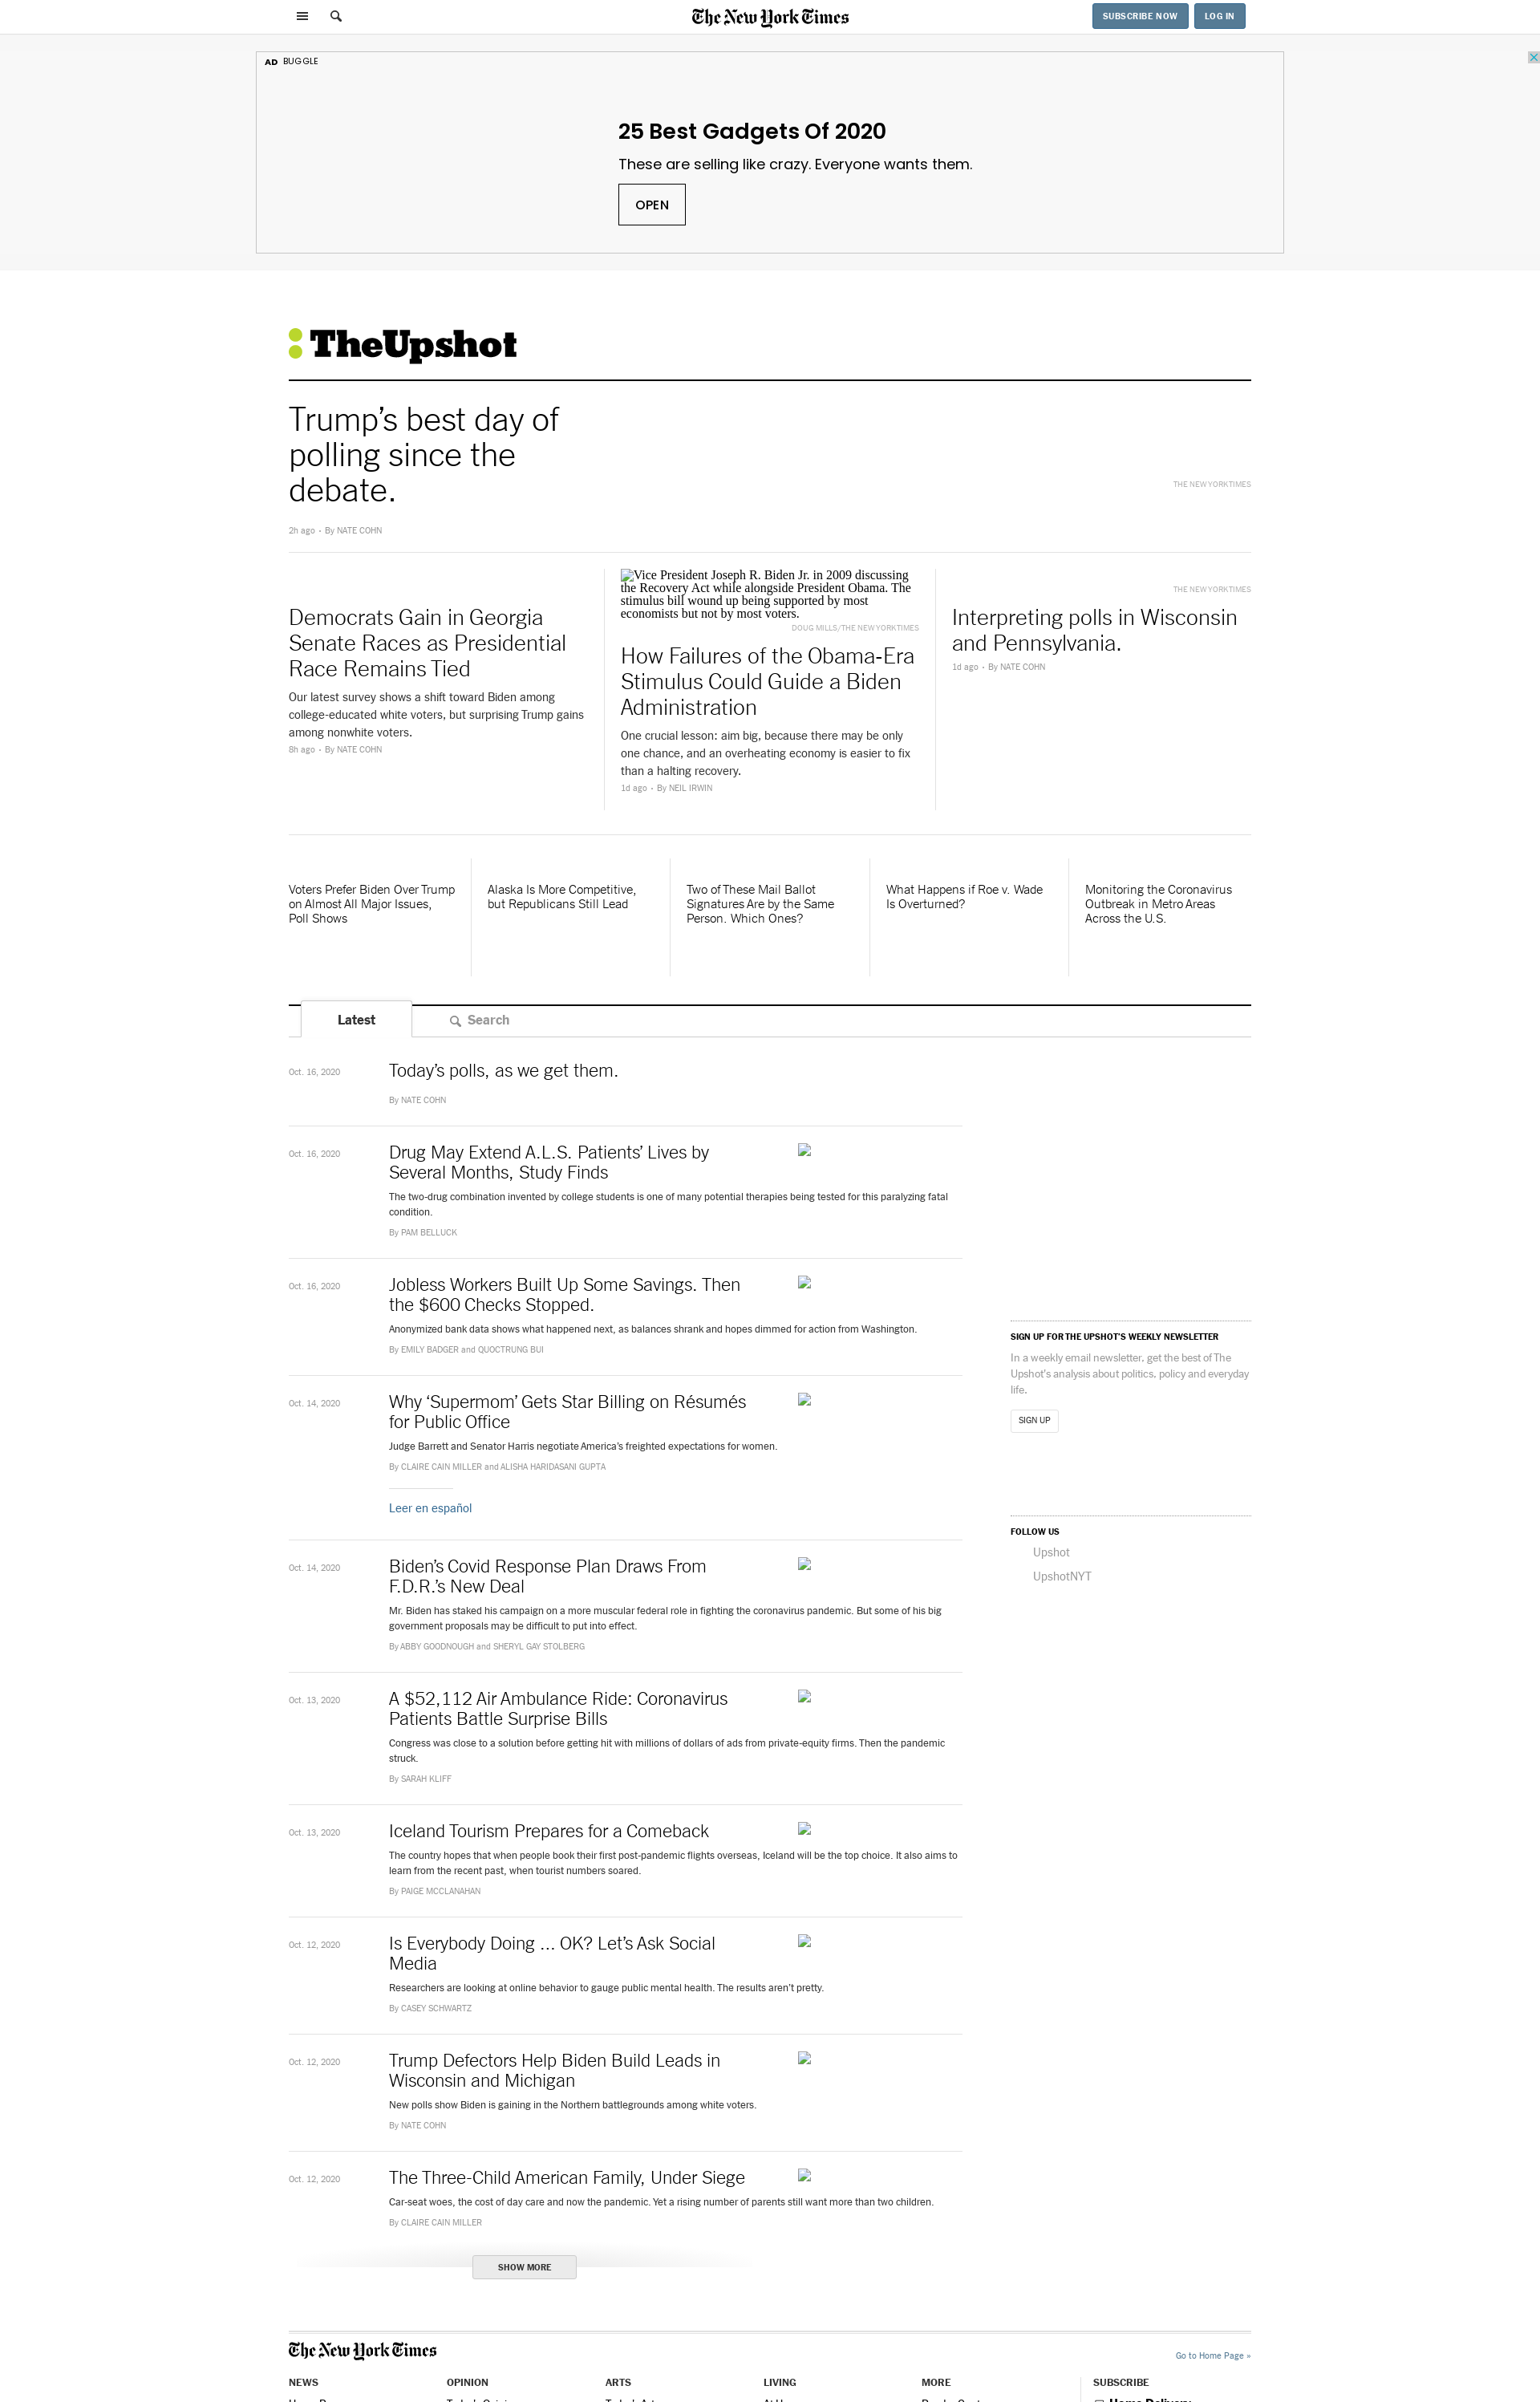 The New York Times
SUBSCRIBE NOW
LOG IN
AD BUGGLE
25 Best Gadgets Of 2020
These are selling like crazy. Everyone wants them.
OPEN
TheUpshot
Trump’s best day of
polling since the
debate.
THE NEW YORK TIMES
2h ago • By NATE COHN
Democrats Gain in Georgia
Senate Races as Presidential
Race Remains Tied
Our latest survey shows a shift toward Biden among
college-educated white voters, but surprising Trump gains
among nonwhite voters.
8h ago • By NATE COHN
Vice President Joseph R. Biden Jr. in 2009 discussing
the Recovery Act while alongside President Obama. The
stimulus bill wound up being supported by most
economists but not by most voters.
DOUG MILLS/THE NEW YORK TIMES
How Failures of the Obama-Era
Stimulus Could Guide a Biden
Administration
One crucial lesson: aim big, because there may be only
one chance, and an overheating economy is easier to fix
than a halting recovery.
1d ago • By NEIL IRWIN
THE NEW YORK TIMES
Interpreting polls in Wisconsin
and Pennsylvania.
1d ago • By NATE COHN
Voters Prefer Biden Over Trump
on Almost All Major Issues,
Poll Shows
Alaska Is More Competitive,
but Republicans Still Lead
Two of These Mail Ballot
Signatures Are by the Same
Person. Which Ones?
What Happens if Roe v. Wade
Is Overturned?
Monitoring the Coronavirus
Outbreak in Metro Areas
Across the U.S.
Latest
Search
Oct. 16, 2020
Today’s polls, as we get them.
By NATE COHN
Oct. 16, 2020
Drug May Extend A.L.S. Patients’ Lives by
Several Months, Study Finds
The two-drug combination invented by college students is one of many potential therapies being tested for this paralyzing fatal
condition.
By PAM BELLUCK
Oct. 16, 2020
Jobless Workers Built Up Some Savings. Then
the $600 Checks Stopped.
Anonymized bank data shows what happened next, as balances shrank and hopes dimmed for action from Washington.
By EMILY BADGER and QUOCTRUNG BUI
Oct. 14, 2020
Why ‘Supermom’ Gets Star Billing on Résumés
for Public Office
Judge Barrett and Senator Harris negotiate America’s freighted expectations for women.
By CLAIRE CAIN MILLER and ALISHA HARIDASANI GUPTA
Leer en español
Oct. 14, 2020
Biden’s Covid Response Plan Draws From
F.D.R.’s New Deal
Mr. Biden has staked his campaign on a more muscular federal role in fighting the coronavirus pandemic. But some of his big
government proposals may be difficult to put into effect.
By ABBY GOODNOUGH and SHERYL GAY STOLBERG
Oct. 13, 2020
A $52,112 Air Ambulance Ride: Coronavirus
Patients Battle Surprise Bills
Congress was close to a solution before getting hit with millions of dollars of ads from private-equity firms. Then the pandemic
struck.
By SARAH KLIFF
Oct. 13, 2020
Iceland Tourism Prepares for a Comeback
The country hopes that when people book their first post-pandemic flights overseas, Iceland will be the top choice. It also aims to
learn from the recent past, when tourist numbers soared.
By PAIGE MCCLANAHAN
Oct. 12, 2020
Is Everybody Doing ... OK? Let’s Ask Social
Media
Researchers are looking at online behavior to gauge public mental health. The results aren’t pretty.
By CASEY SCHWARTZ
Oct. 12, 2020
Trump Defectors Help Biden Build Leads in
Wisconsin and Michigan
New polls show Biden is gaining in the Northern battlegrounds among white voters.
By NATE COHN
Oct. 12, 2020
The Three-Child American Family, Under Siege
Car-seat woes, the cost of day care and now the pandemic. Yet a rising number of parents still want more than two children.
By CLAIRE CAIN MILLER
SHOW MORE
SIGN UP FOR THE UPSHOT’S WEEKLY NEWSLETTER
In a weekly email newsletter, get the best of The
Upshot’s analysis about politics, policy and everyday
life.
SIGN UP
FOLLOW US
Upshot
UpshotNYT
The New York Times
Go to Home Page »
NEWS
OPINION
ARTS
LIVING
MORE
SUBSCRIBE